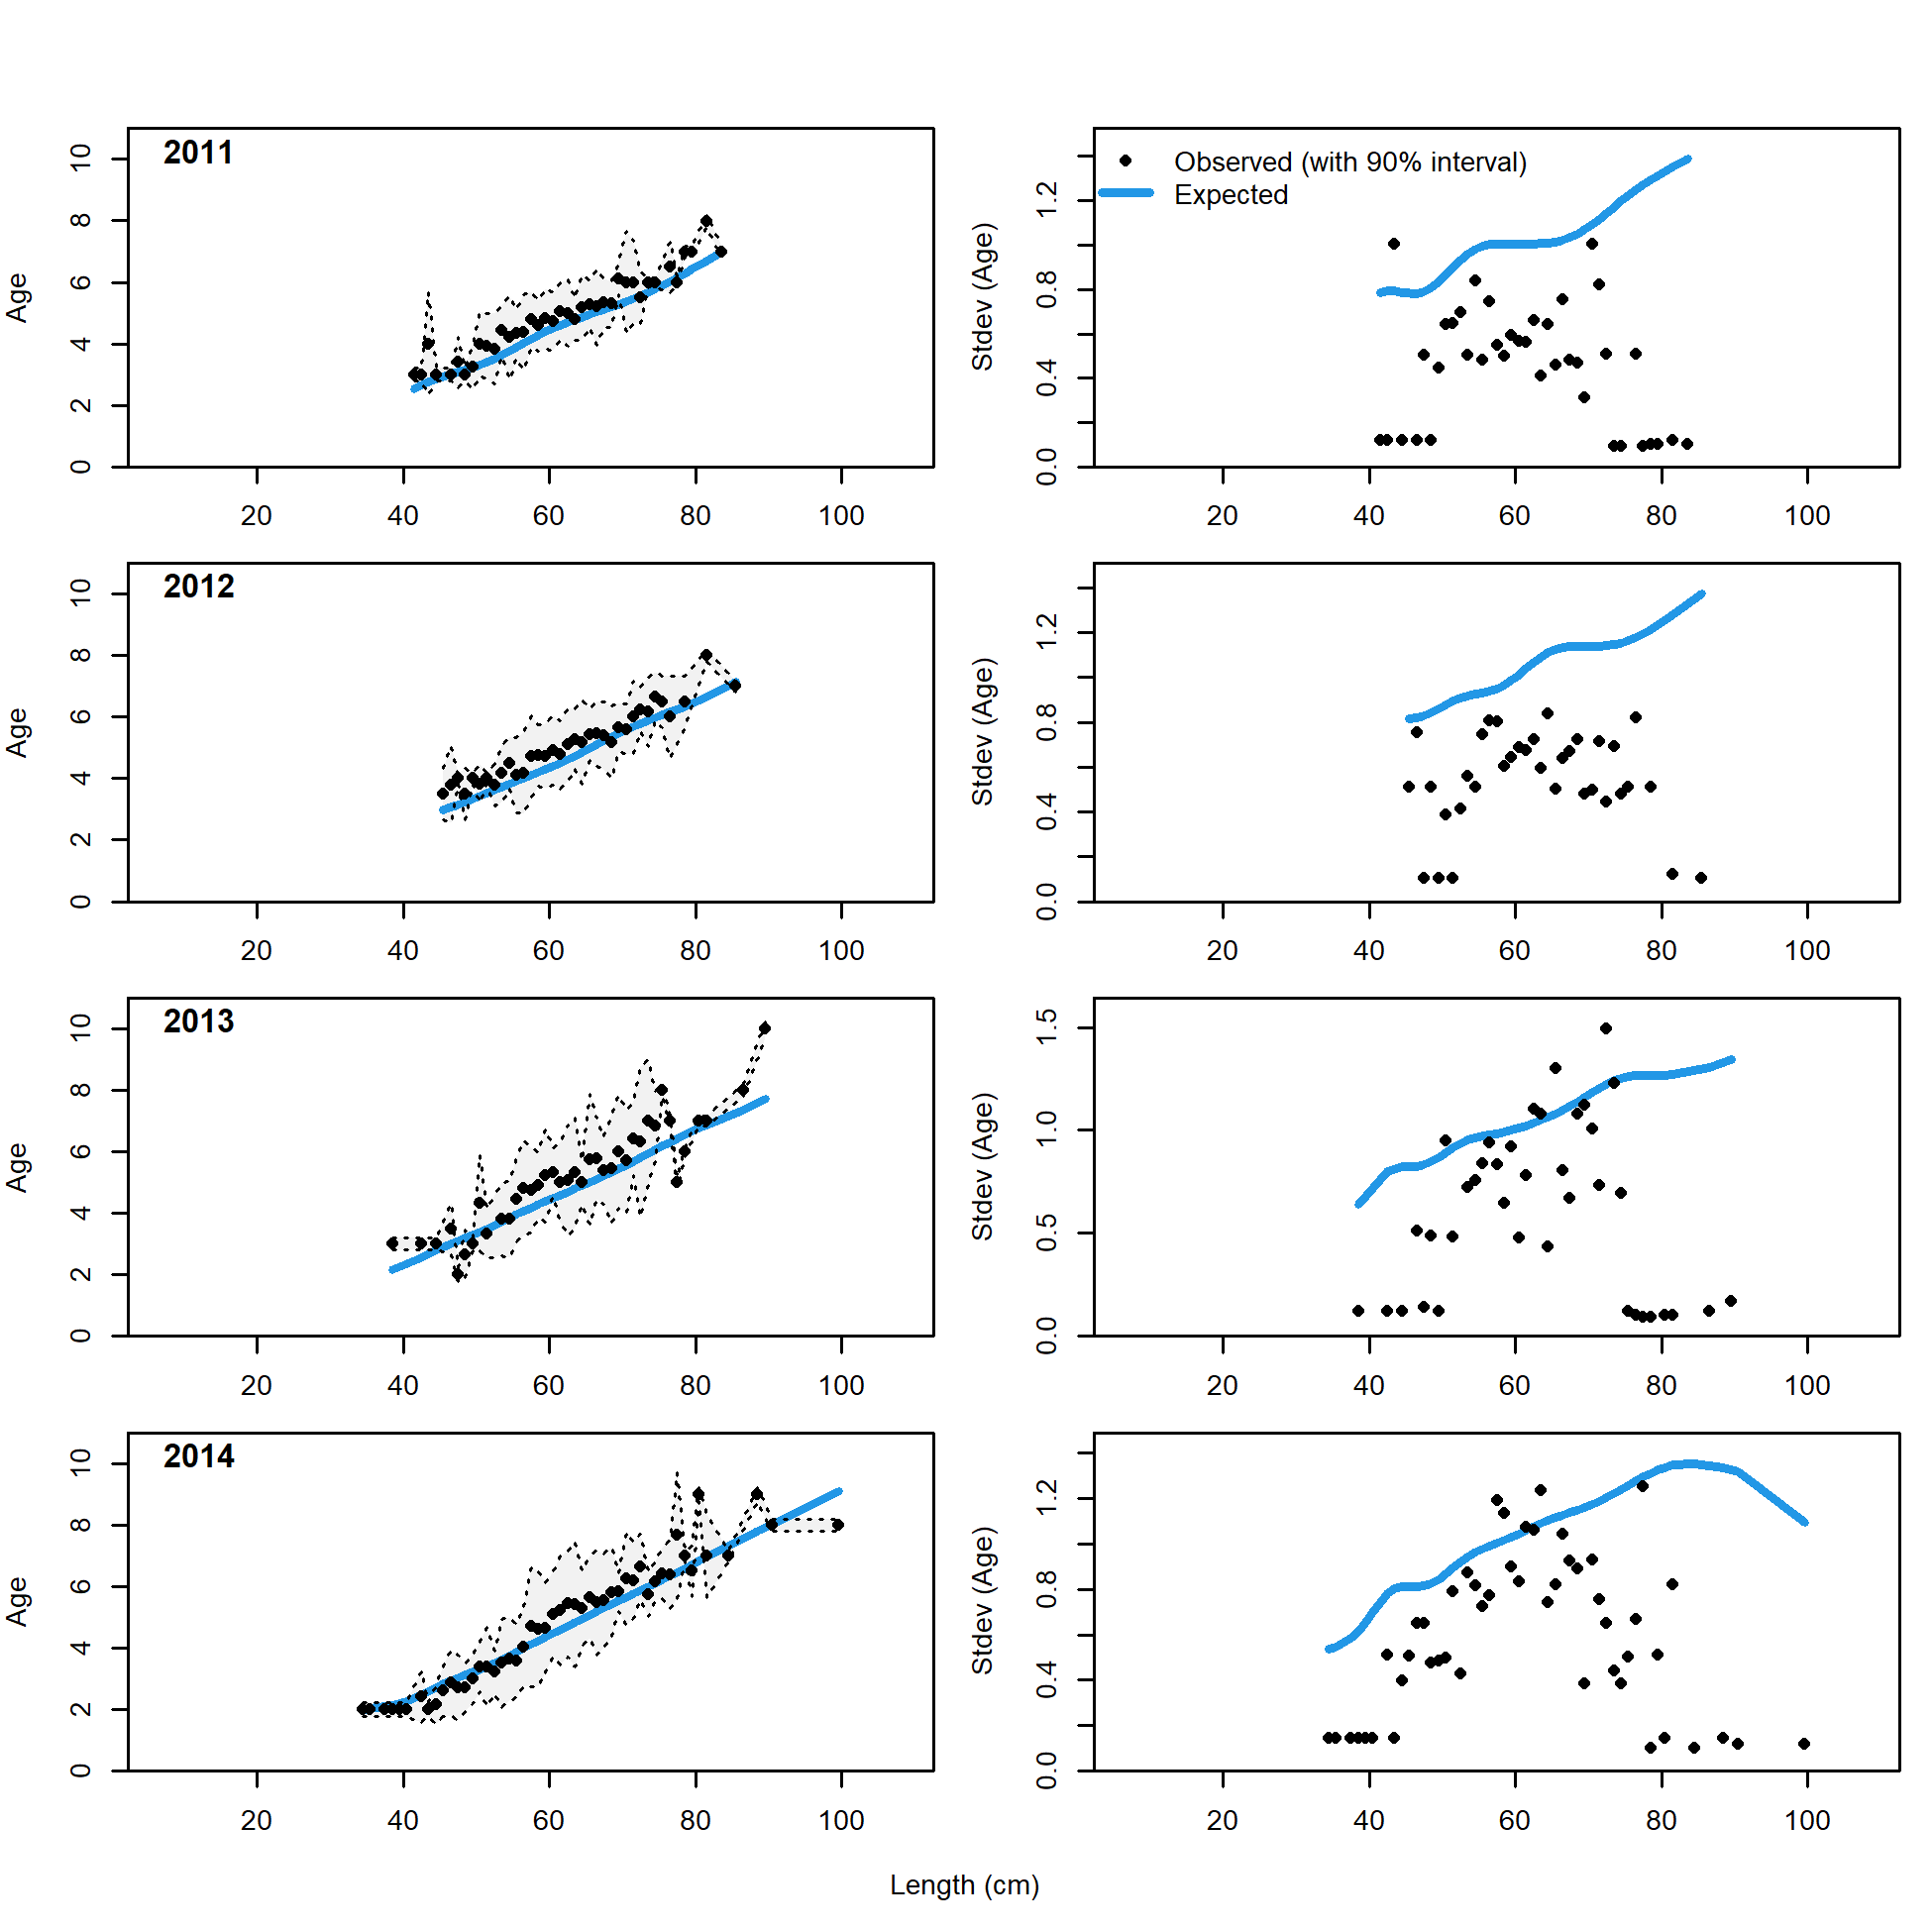 2011
Age
0 2 4 6 8 10
20 40 60 80 100
Observed (with 90% interval)
Expected
Stdev (Age)
0.0 0.4 0.8 1.2
20 40 60 80 100
2012
Age
0 2 4 6 8 10
20 40 60 80 100
Stdev (Age)
0.0 0.4 0.8 1.2
20 40 60 80 100
2013
Age
0 2 4 6 8 10
20 40 60 80 100
Stdev (Age)
0.0 0.5 1.0 1.5
20 40 60 80 100
2014
Age
0 2 4 6 8 10
20 40 60 80 100
Stdev (Age)
0.0 0.4 0.8 1.2
20 40 60 80 100
Length (cm)